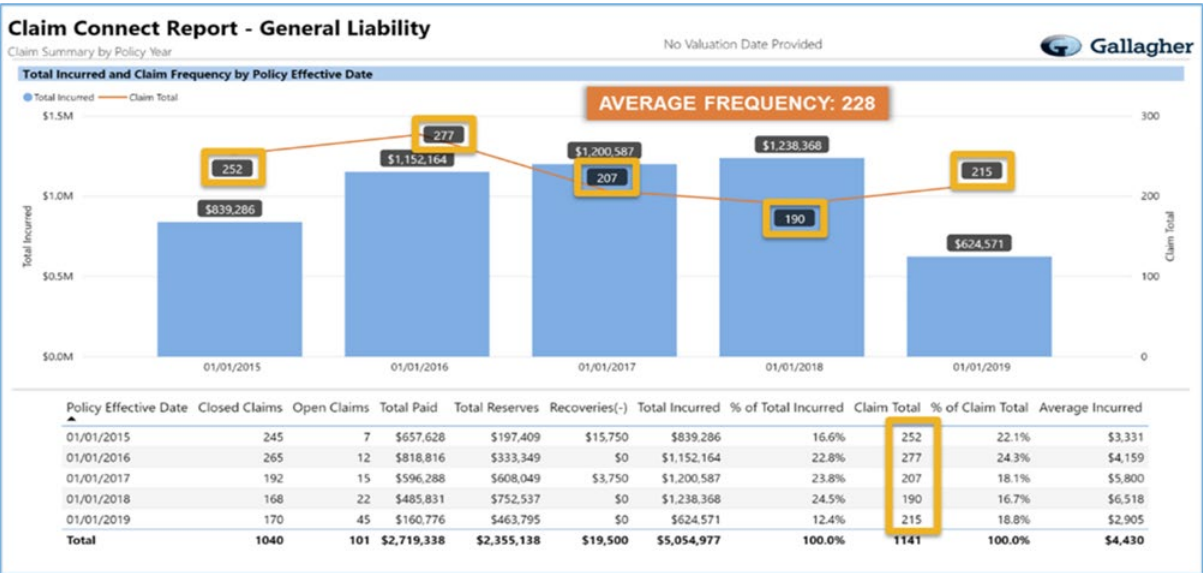 Claim Connect Report - General Liability
Claim Summary by Policy Year
No Valuation Date Provided
Gallagher
Total Incurred and Claim Frequency by Policy Effective Date
Total Incurred Claim Total
AVERAGE FREQUENCY: 228
$1.5M
300
277
$1,238,368
$1,200,587
$1,152,164
252
215
207
$1.0M
200
$839,286
190
$624,571
Total Incurred
Claim Total
$0.5M
100
$0.0M
0
01/01/2015 01/01/2016 01/01/2017 01/01/2018 01/01/2019
Policy Effective Date Closed Claims Open Claims Total Paid Total Reserves Recoveries(-) Total Incurred % of Total Incurred Claim Total % of Claim Total Average Incurred
01/01/2015 245 7 $657,628 $197,409 $15,750 $839,286 16.6% 252 22.1% $3,331
01/01/2016 265 12 $818,816 $333,349 $0 $1,152,164 22.8% 277 24.3% $4,159
01/01/2017 192 15 $596,288 $608,049 $3,750 $1,200,587 23.8% 207 18.1% $5,800
01/01/2018 168 22 $485,831 $752,537 $0 $1,238,368 24.5% 190 16.7% $6,518
01/01/2019 170 45 $160,776 $463,795 $0 $624,571 12.4% 215 18.8% $2,905
Total 1040 101 $2,719,338 $2,355,138 $19,500 $5,054,977 100.0% 1141 100.0% $4,430